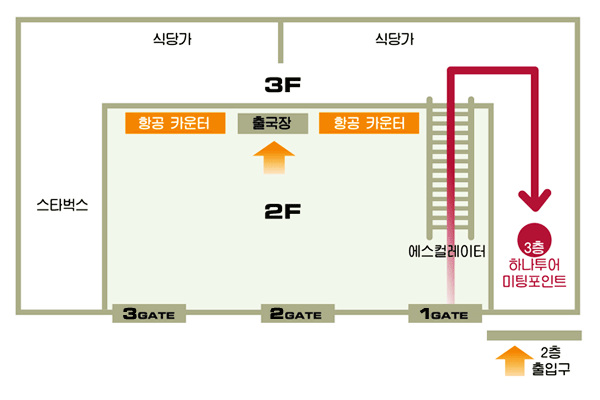 식당가
식당가
3F
항공 카운터
출국장
항공 카운터
스타벅스
2F
에스컬레이터
3층
하나투어
미팅포인트
3GATE
2GATE
1GATE
2층
출입구